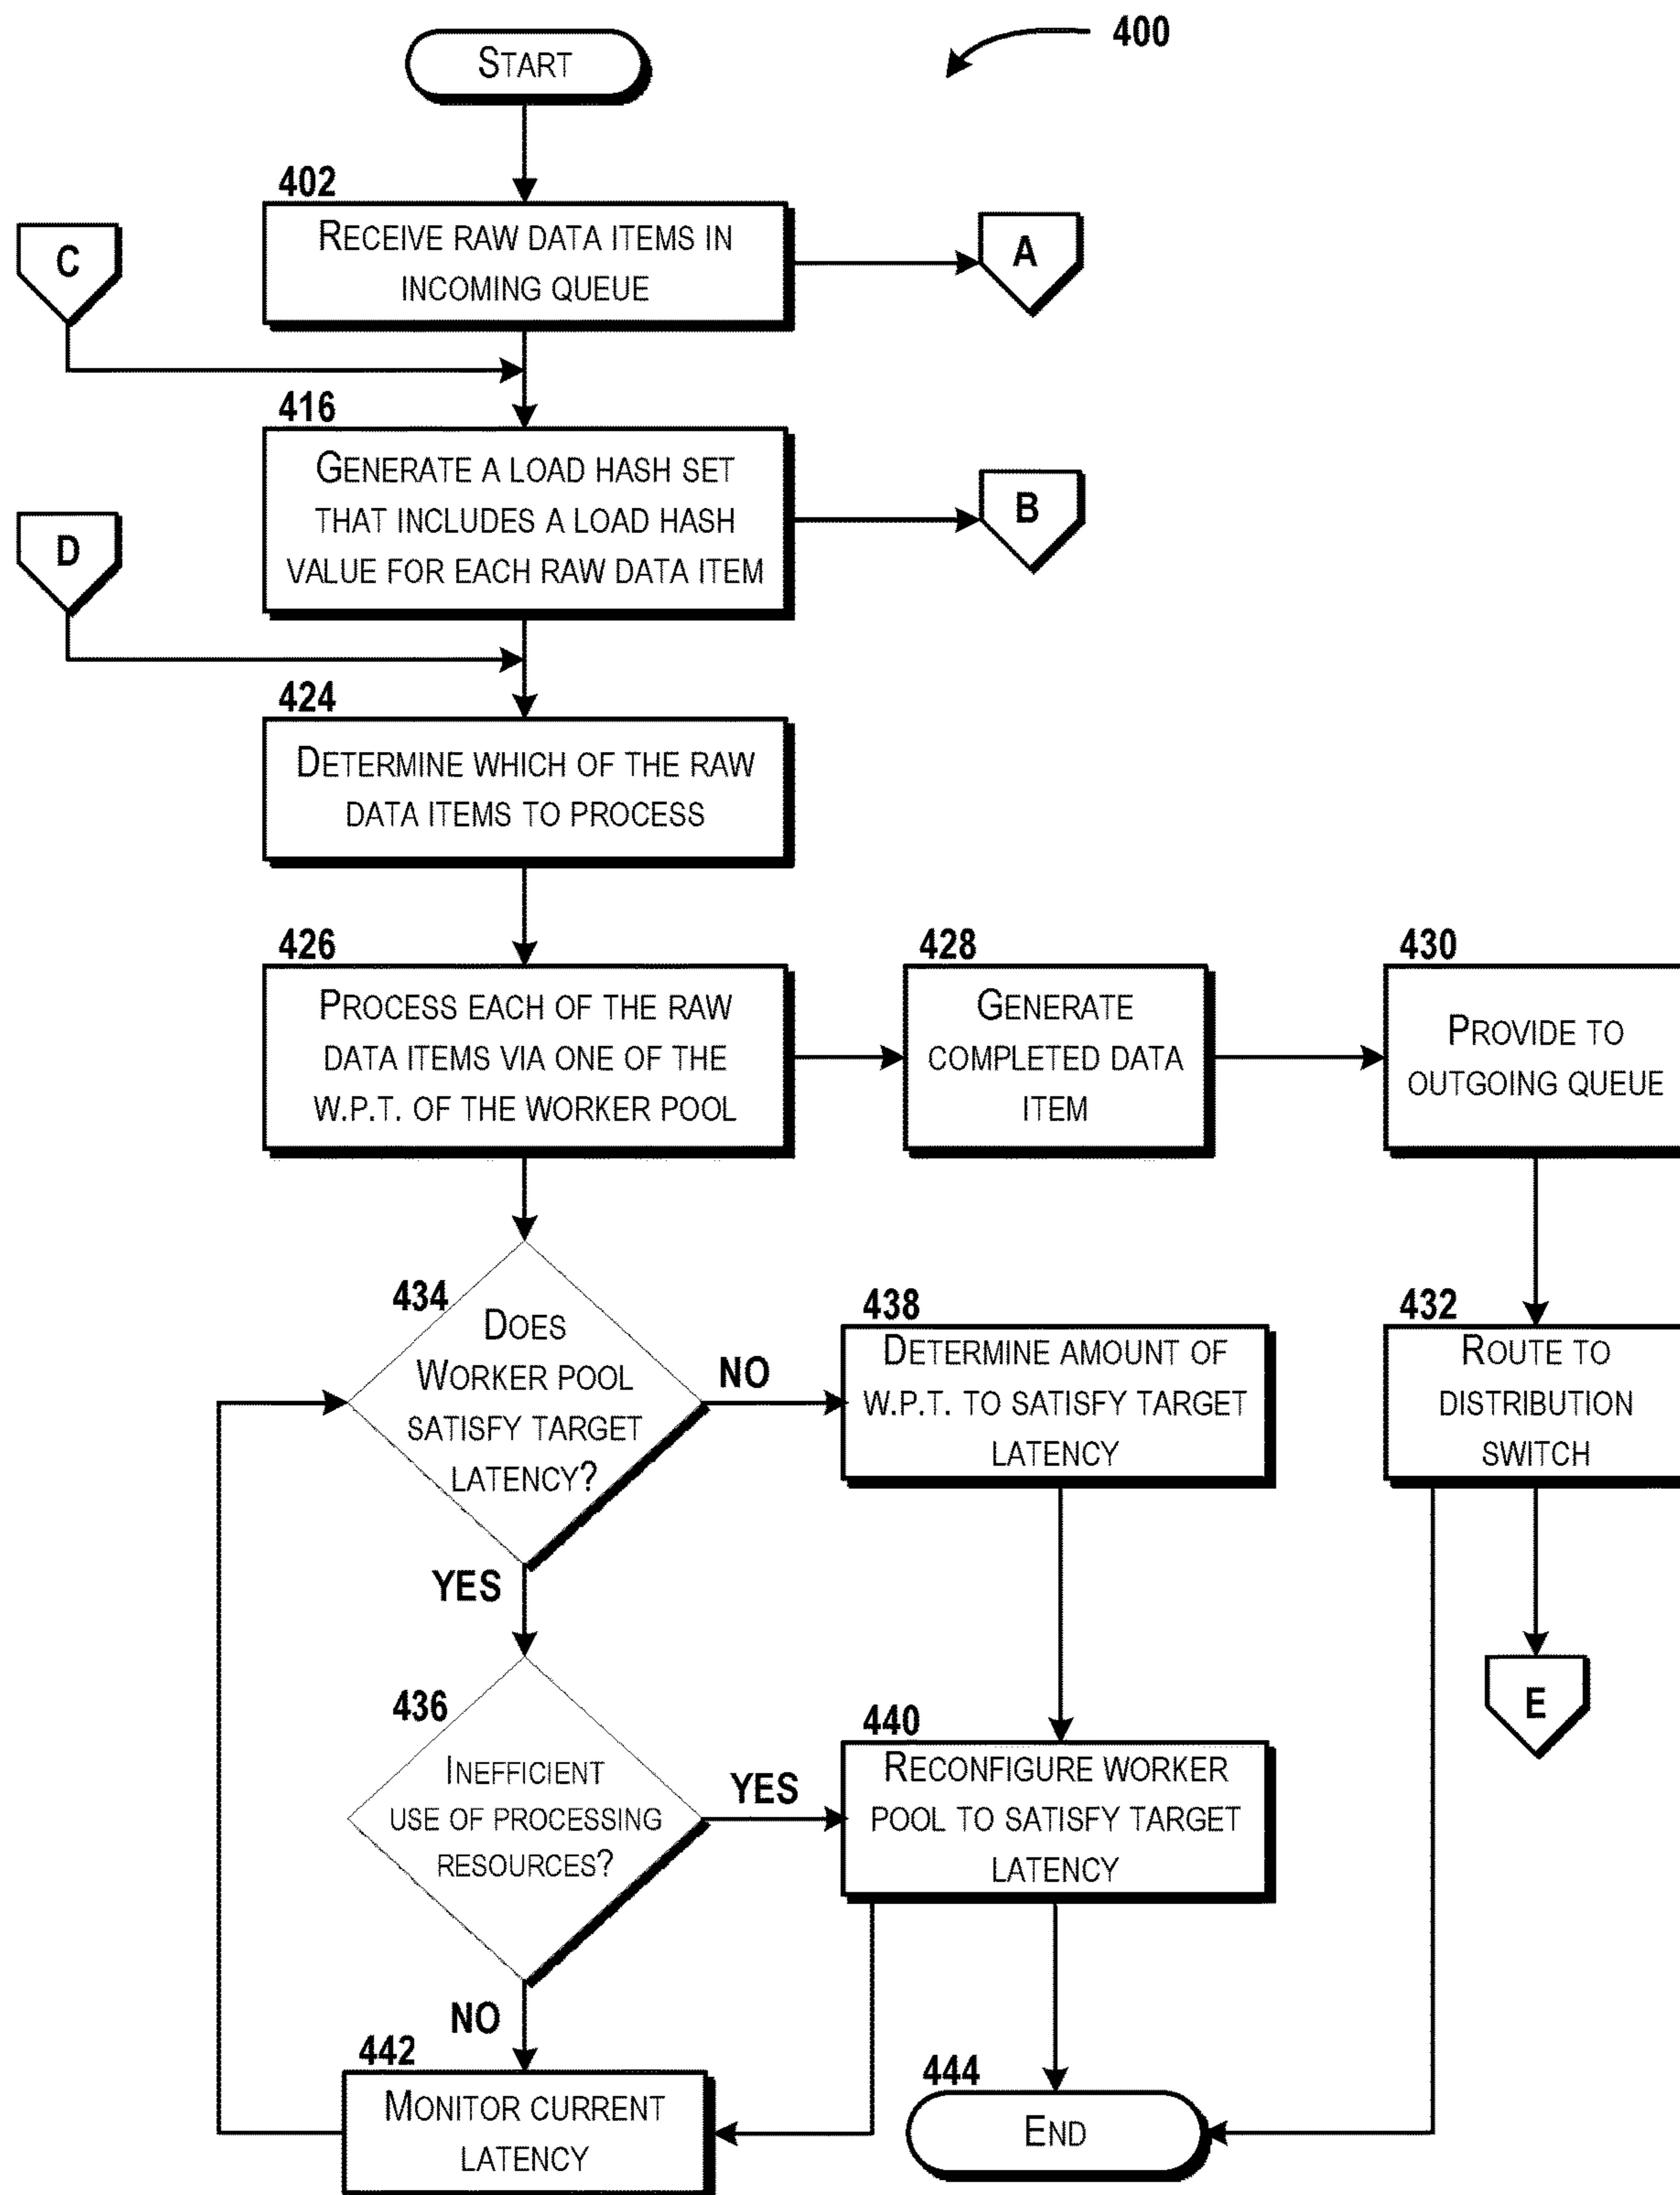 400
START
402
RECEIVE RAW DATA ITEMS IN
INCOMING QUEUE
C
A
416
GENERATE A LOAD HASH SET
THAT INCLUDES A LOAD HASH
VALUE FOR EACH RAW DATA ITEM
B
D
424
DETERMINE WHICH OF THE RAW
DATA ITEMS TO PROCESS
426
PROCESS EACH OF THE RAW
DATA ITEMS VIA ONE OF THE
W.P.T. OF THE WORKER POOL
428
GENERATE
COMPLETED DATA
ITEM
430
PROVIDE TO
OUTGOING QUEUE
434
DOES
WORKER POOL
SATISFY TARGET
LATENCY?
NO
YES
438
DETERMINE AMOUNT OF
W.P.T. TO SATISFY TARGET
LATENCY
432
ROUTE TO
DISTRIBUTION
SWITCH
E
436
INEFFICIENT
USE OF PROCESSING
RESOURCES?
YES
NO
440
RECONFIGURE WORKER
POOL TO SATISFY TARGET
LATENCY
442
MONITOR CURRENT
LATENCY
444
END